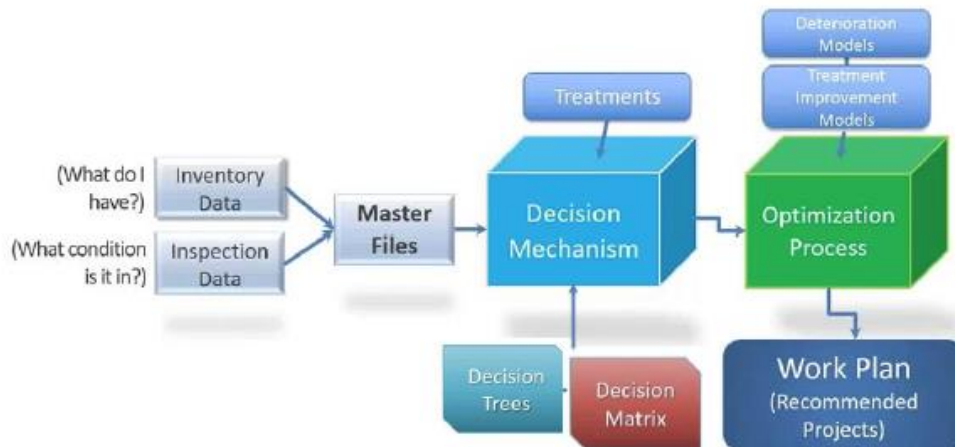 Deterioration
Models
Treatment
Improvement
Models
Treatments
(What do I
have?)
Inventory
Data
(What condition
is it in?)
Inspection
Data
Master
Files
Decision
Mechanism
Optimization
Process
Decision
Trees
Decision
Matrix
Work Plan
(Recommended
Projects)